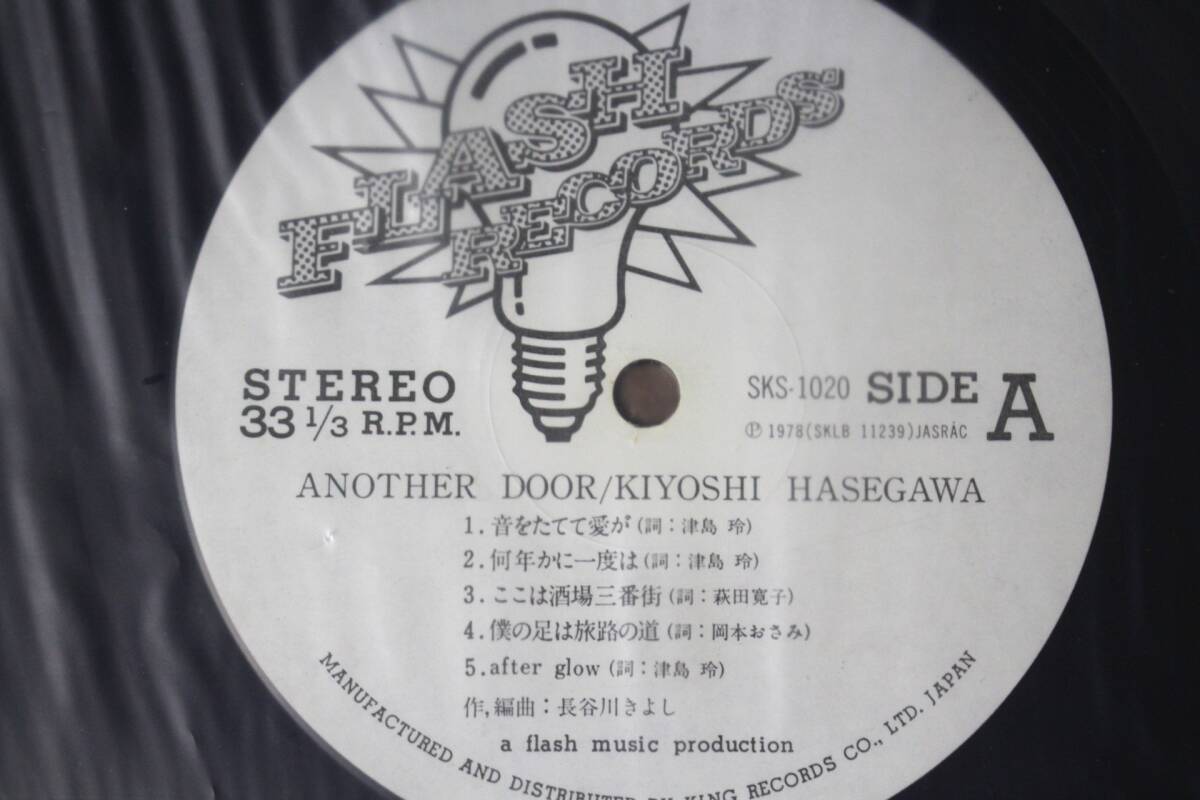 FLASH
RECORDS
STEREO
33 1/3 R.P.M.
SKS-1020 SIDE A
℗ 1978 (SKLB 11239) JASRAC
ANOTHER DOOR/KIYOSHI HASEGAWA
1. 音をたてて愛が (詞：津島 玲)
2. 何年かに一度は (詞：津島 玲)
3. ここは酒場三番街 (詞：萩田寛子)
4. 僕の足は旅路の道 (詞：岡本おさみ)
5. after glow (詞：津島 玲)
作,編曲：長谷川きよし
a flash music production
MANUFACTURED AND DISTRIBUTED BY KING RECORDS CO., LTD. JAPAN